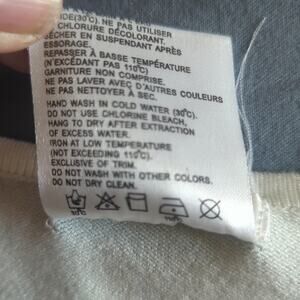 IDE(30°C). NE PAS UTILISER
CHLORURE DÉCOLORANT.
SÉCHER EN SUSPENDANT APRÈS
ESSORAGE.
REPASSER À BASSE TEMPÉRATURE
(N'EXCÉDANT PAS 110°C)
GARNITURE NON COMPRISE.
NE PAS LAVER AVEC D'AUTRES COULEURS
NE PAS NETTOYER À SEC.
HAND WASH IN COLD WATER (30°C).
DO NOT USE CHLORINE BLEACH,
HANG TO DRY AFTER EXTRACTION
OF EXCESS WATER.
IRON AT LOW TEMPERATURE
(NOT EXCEEDING 110°C).
EXCLUSIVE OF TRIM.
DO NOT WASH WITH OTHER COLORS.
DO NOT DRY CLEAN.
30°C 110°C